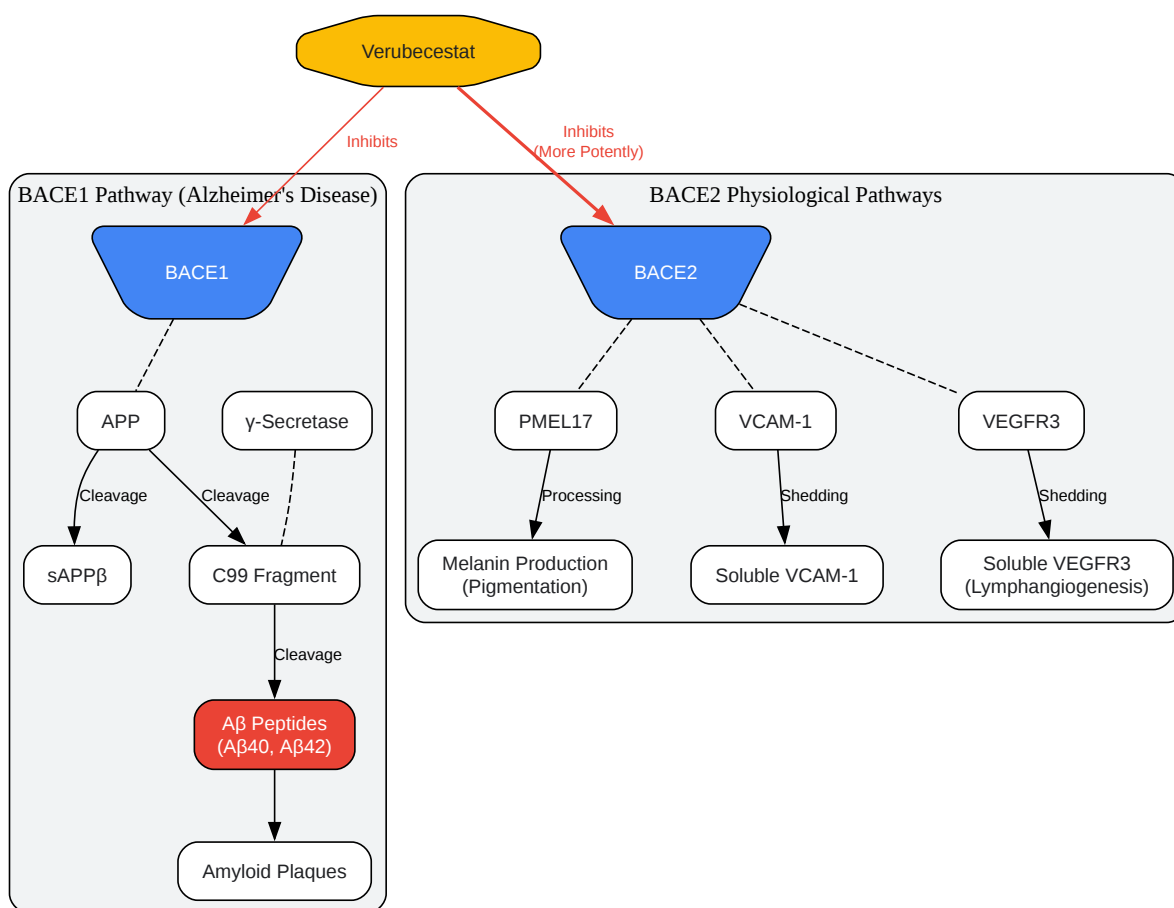 Verubecestat
Inhibits
Inhibits
(More Potently)
BACE1 Pathway (Alzheimer's Disease)
BACE1
APP
γ-Secretase
Cleavage
Cleavage
sAPPβ
C99 Fragment
Cleavage
Aβ Peptides
(Aβ40, Aβ42)
Amyloid Plaques
BACE2 Physiological Pathways
BACE2
PMEL17
VCAM-1
VEGFR3
Processing
Shedding
Shedding
Melanin Production
(Pigmentation)
Soluble VCAM-1
Soluble VEGFR3
(Lymphangiogenesis)